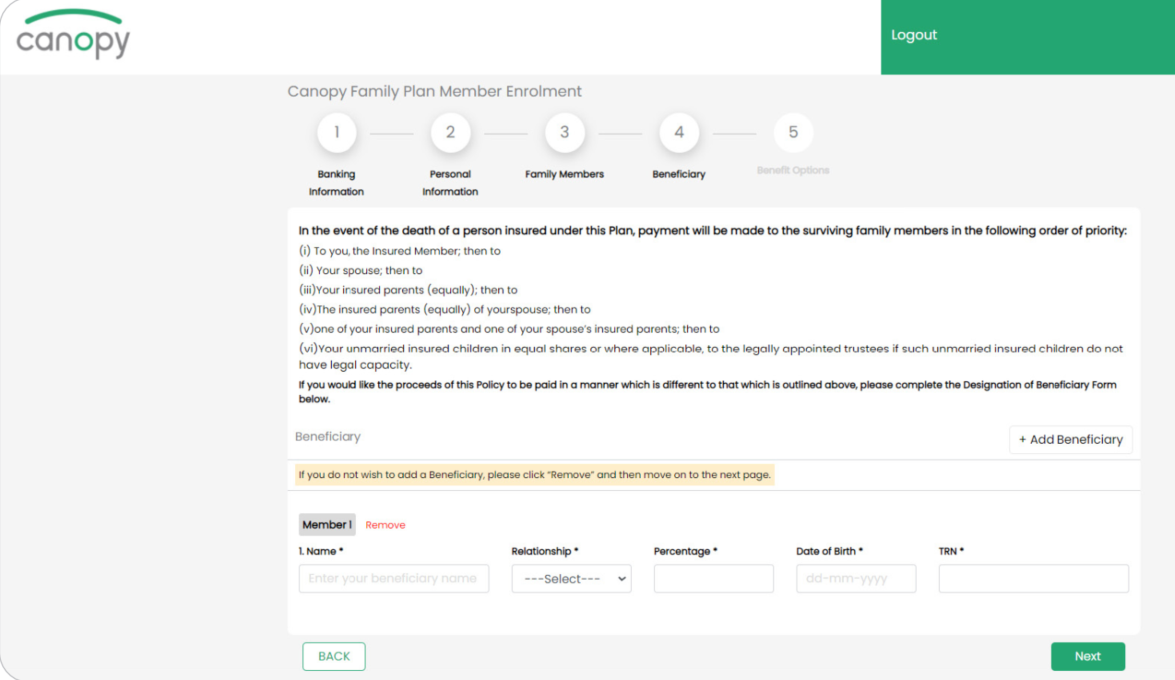 canopy
Logout
Canopy Family Plan Member Enrolment
1
2
3
4
5
Banking
Information
Personal
Information
Family Members
Beneficiary
Benefit Options
In the event of the death of a person insured under this Plan, payment will be made to the surviving family members in the following order of priority:
(i) To you, the Insured Member; then to
(ii) Your spouse; then to
(iii)Your insured parents (equally); then to
(iv)The insured parents (equally) of yourspouse; then to
(v)one of your insured parents and one of your spouse's insured parents; then to
(vi)Your unmarried insured children in equal shares or where applicable, to the legally appointed trustees if such unmarried insured children do not
have legal capacity.
If you would like the proceeds of this Policy to be paid in a manner which is different to that which is outlined above, please complete the Designation of Beneficiary Form
below.
Beneficiary
+ Add Beneficiary
If you do not wish to add a Beneficiary, please click "Remove" and then move on to the next page.
Member 1 Remove
1. Name * Relationship * Percentage * Date of Birth * TRN *
Enter your beneficiary name ---Select--- dd-mm-yyyy
BACK
Next